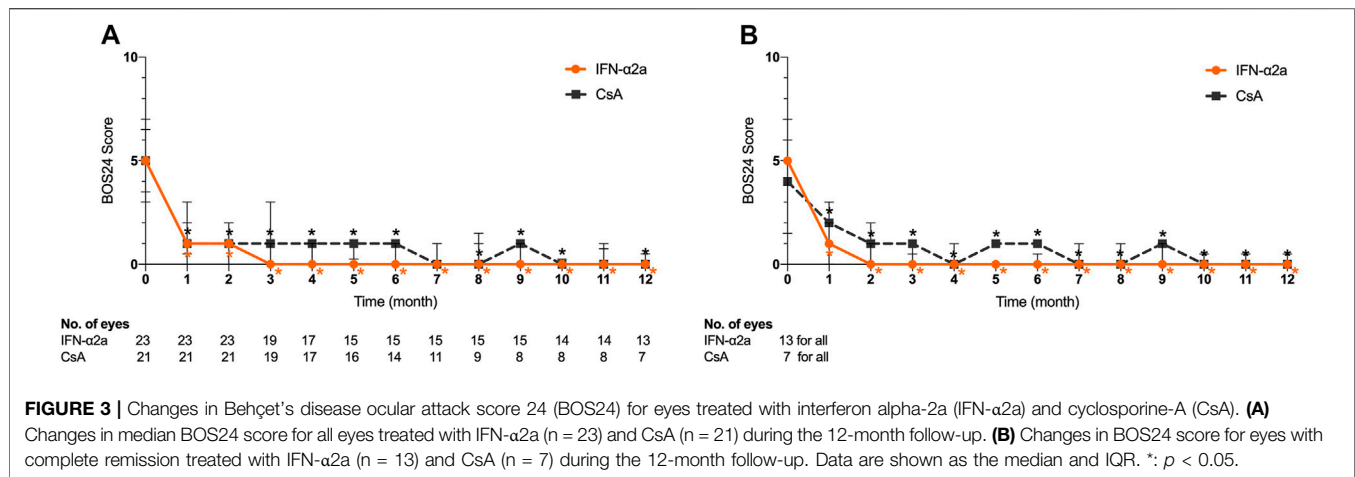 A
10
5
0
BOS24 Score
IFN-α2a
CsA
0 1 2 3 4 5 6 7 8 9 10 11 12
Time (month)
No. of eyes
IFN-α2a 23 23 23 19 17 15 15 15 15 15 14 14 13
CsA 21 21 21 19 17 16 14 11 9 8 8 8 7
B
10
5
0
BOS24 Score
IFN-α2a
CsA
0 1 2 3 4 5 6 7 8 9 10 11 12
Time (month)
No. of eyes
IFN-α2a 13 for all
CsA 7 for all
FIGURE 3 | Changes in Behçet's disease ocular attack score 24 (BOS24) for eyes treated with interferon alpha-2a (IFN-α2a) and cyclosporine-A (CsA). (A)
Changes in median BOS24 score for all eyes treated with IFN-α2a (n = 23) and CsA (n = 21) during the 12-month follow-up. (B) Changes in BOS24 score for eyes with
complete remission treated with IFN-α2a (n = 13) and CsA (n = 7) during the 12-month follow-up. Data are shown as the median and IQR. *: p < 0.05.